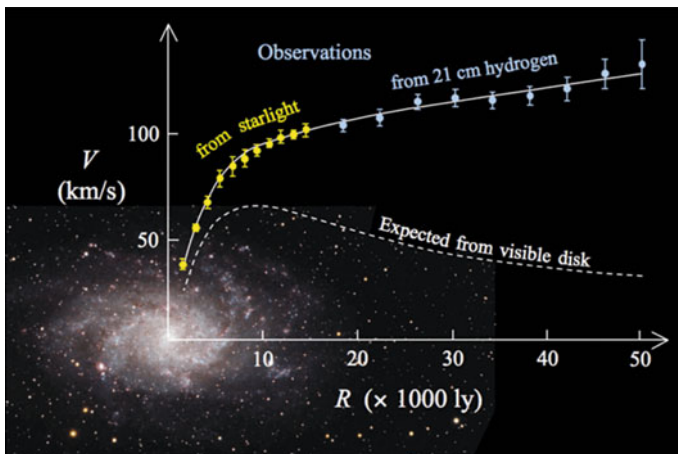 Observations
from 21 cm hydrogen
from starlight
100
V
(km/s)
50
Expected from visible disk
10
20
30
40
50
R (× 1000 ly)